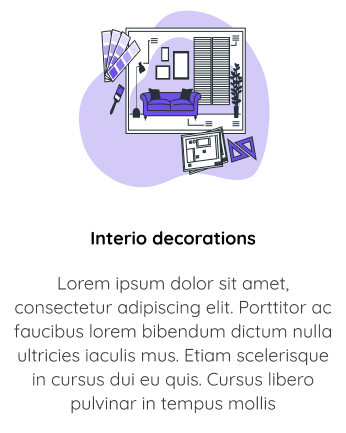 Interio decorations
Lorem ipsum dolor sit amet,
consectetur adipiscing elit. Porttitor ac
faucibus lorem bibendum dictum nulla
ultricies iaculis mus. Etiam scelerisque
in cursus dui eu quis. Cursus libero
pulvinar in tempus mollis